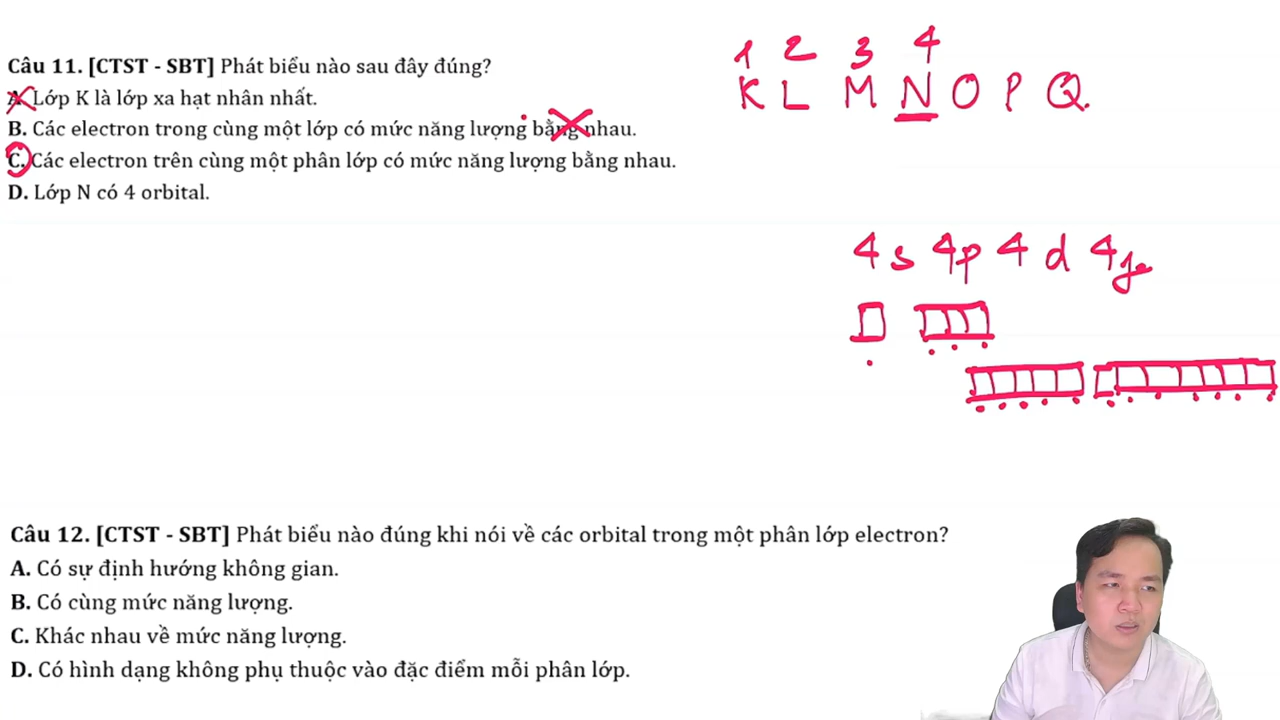 1 2 3 4
K L M N O P Q
Câu 11. [CTST - SBT] Phát biểu nào sau đây đúng?
A. Lớp K là lớp xa hạt nhân nhất.
B. Các electron trong cùng một lớp có mức năng lượng bằng nhau.
C. Các electron trên cùng một phân lớp có mức năng lượng bằng nhau.
D. Lớp N có 4 orbital.
4s 4p 4d 4f
Câu 12. [CTST - SBT] Phát biểu nào đúng khi nói về các orbital trong một phân lớp electron?
A. Có sự định hướng không gian.
B. Có cùng mức năng lượng.
C. Khác nhau về mức năng lượng.
D. Có hình dạng không phụ thuộc vào đặc điểm mỗi phân lớp.